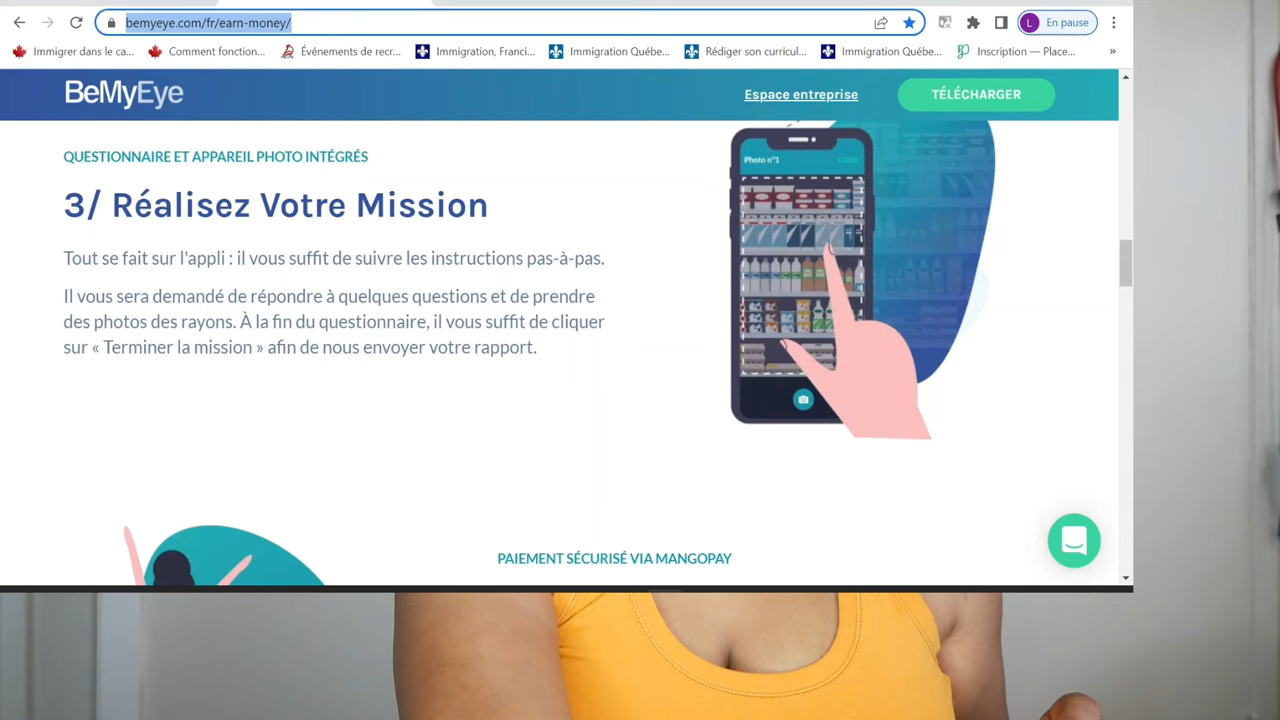 bemyeye.com/fr/earn-money/
L En pause
Immigrer dans le ca... Comment fonction... Événements de recr... Immigration, Franci... Immigration Québe... Rédiger son curricul... Immigration Québe... Inscription — Place... »
BeMyEye
Espace entreprise
TÉLÉCHARGER
QUESTIONNAIRE ET APPAREIL PHOTO INTÉGRÉS
3/ Réalisez Votre Mission
Tout se fait sur l'appli : il vous suffit de suivre les instructions pas-à-pas.
Il vous sera demandé de répondre à quelques questions et de prendre
des photos des rayons. À la fin du questionnaire, il vous suffit de cliquer
sur « Terminer la mission » afin de nous envoyer votre rapport.
Photo n°1
PAIEMENT SÉCURISÉ VIA MANGOPAY